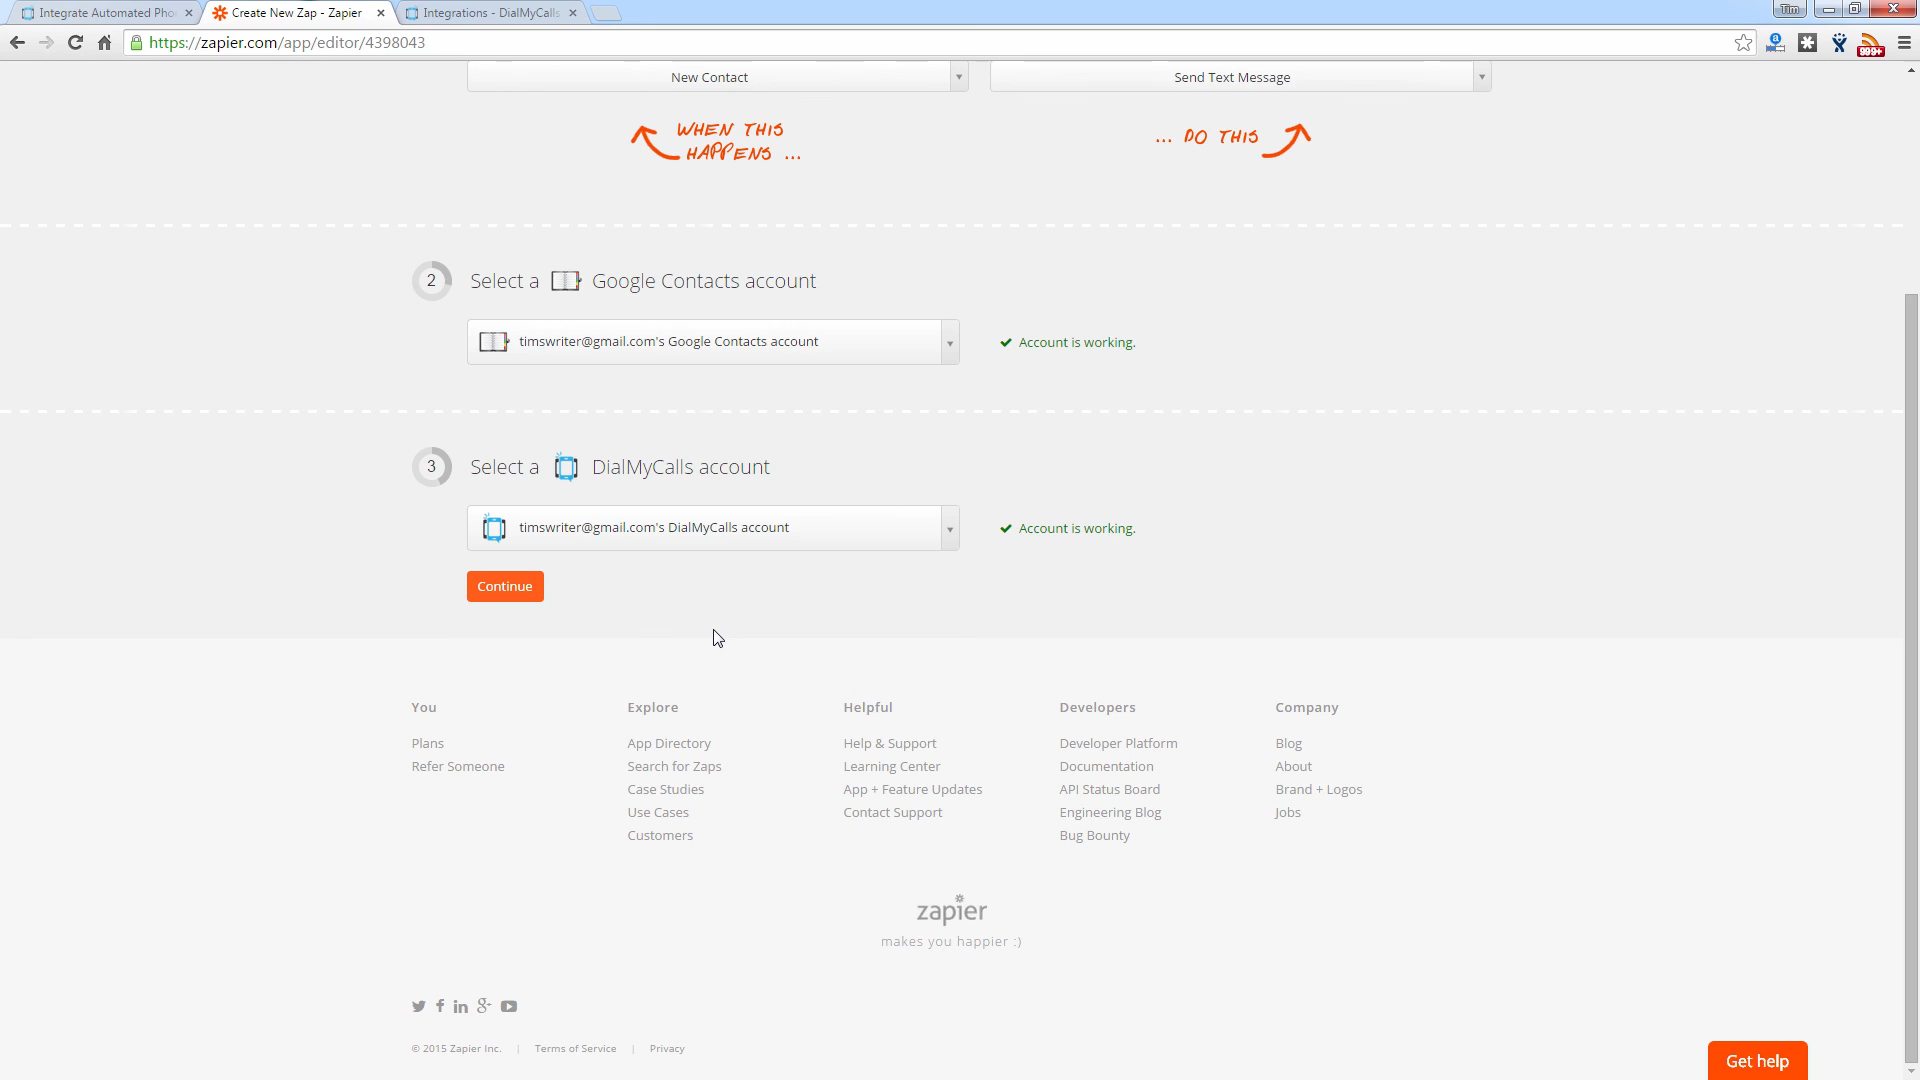 Integrate Automated Pho
Create New Zap - Zapier
Integrations - DialMyCalls
Tim
https://zapier.com/app/editor/4398043
999+
New Contact
Send Text Message
WHEN THIS
HAPPENS ...
... DO THIS
2
Select a Google Contacts account
timswriter@gmail.com's Google Contacts account
Account is working.
3
Select a DialMyCalls account
timswriter@gmail.com's DialMyCalls account
Account is working.
Continue
You
Plans
Refer Someone
Explore
App Directory
Search for Zaps
Case Studies
Use Cases
Customers
Helpful
Help & Support
Learning Center
App + Feature Updates
Contact Support
Developers
Developer Platform
Documentation
API Status Board
Engineering Blog
Bug Bounty
Company
Blog
About
Brand + Logos
Jobs
zapier
makes you happier :)
© 2015 Zapier Inc. | Terms of Service | Privacy
Get help